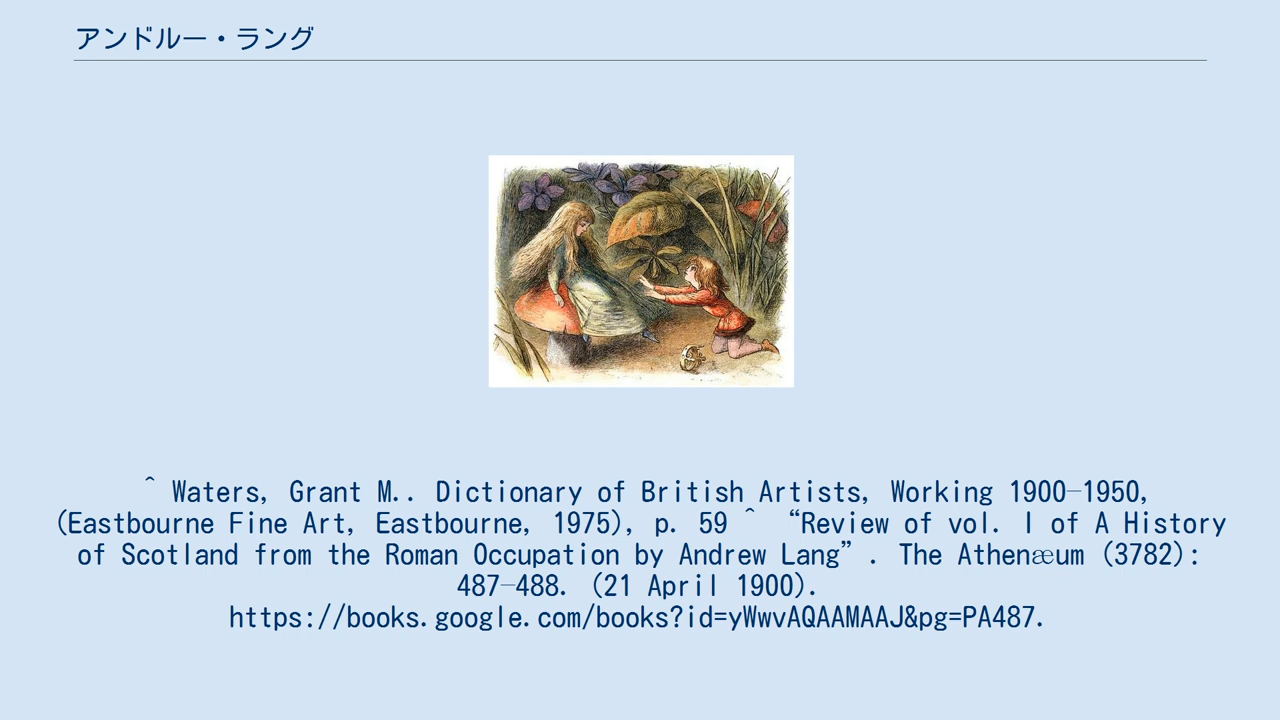 アンドルー・ラング
^ Waters, Grant M.. Dictionary of British Artists, Working 1900–1950,
(Eastbourne Fine Art, Eastbourne, 1975), p. 59 ^ “Review of vol. I of A History
of Scotland from the Roman Occupation by Andrew Lang”. The Athenæum (3782):
487–488. (21 April 1900).
https://books.google.com/books?id=yWwvAQAAMAAJ&pg=PA487.